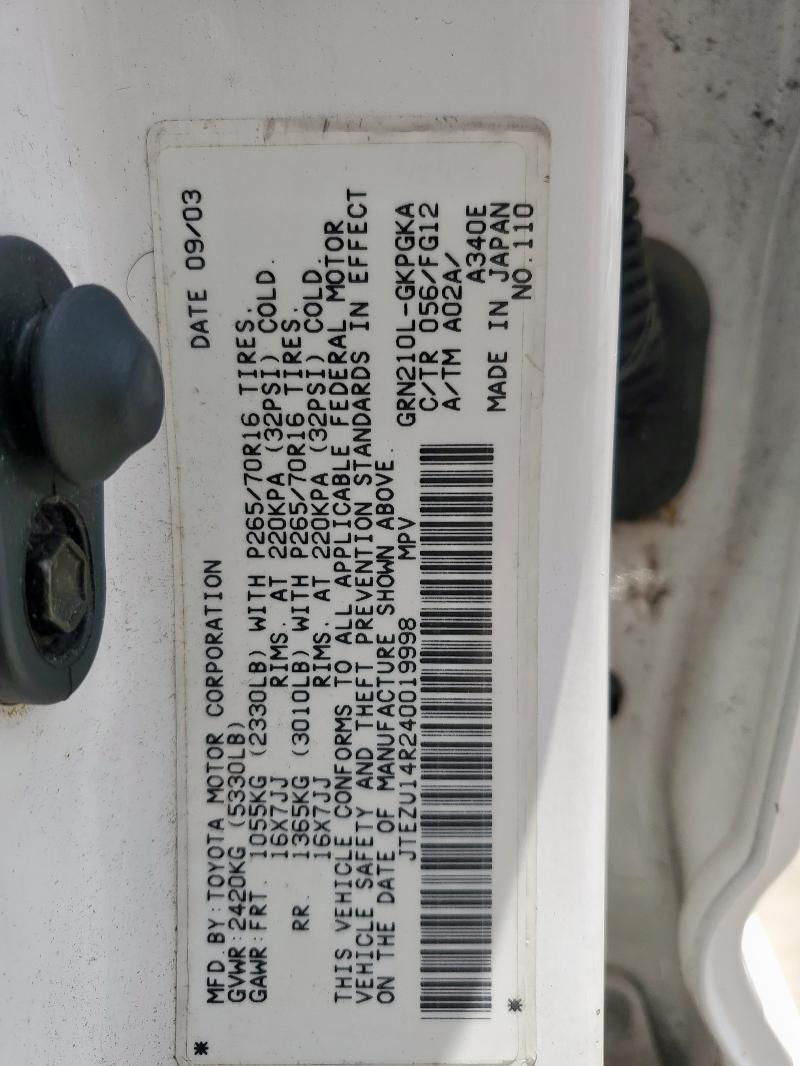 MFD. BY: TOYOTA MOTOR CORPORATION DATE 09/03
GVWR: 2420KG (5330LB)
GAWR: FRT. 1055KG (2330LB) WITH P265/70R16 TIRES.
16X7JJ RIMS. AT 220KPA (32PSI) COLD.
RR. 1365KG (3010LB) WITH P265/70R16 TIRES.
16X7JJ RIMS. AT 220KPA (32PSI) COLD.
THIS VEHICLE CONFORMS TO ALL APPLICABLE FEDERAL MOTOR
VEHICLE SAFETY AND THEFT PREVENTION STANDARDS IN EFFECT
ON THE DATE OF MANUFACTURE SHOWN ABOVE.
JTEZU14R240019998 MPV GRN210L-GKPGKA
C/TR 056/FG12
A/TM A02A/
A340E
MADE IN JAPAN
NO.110